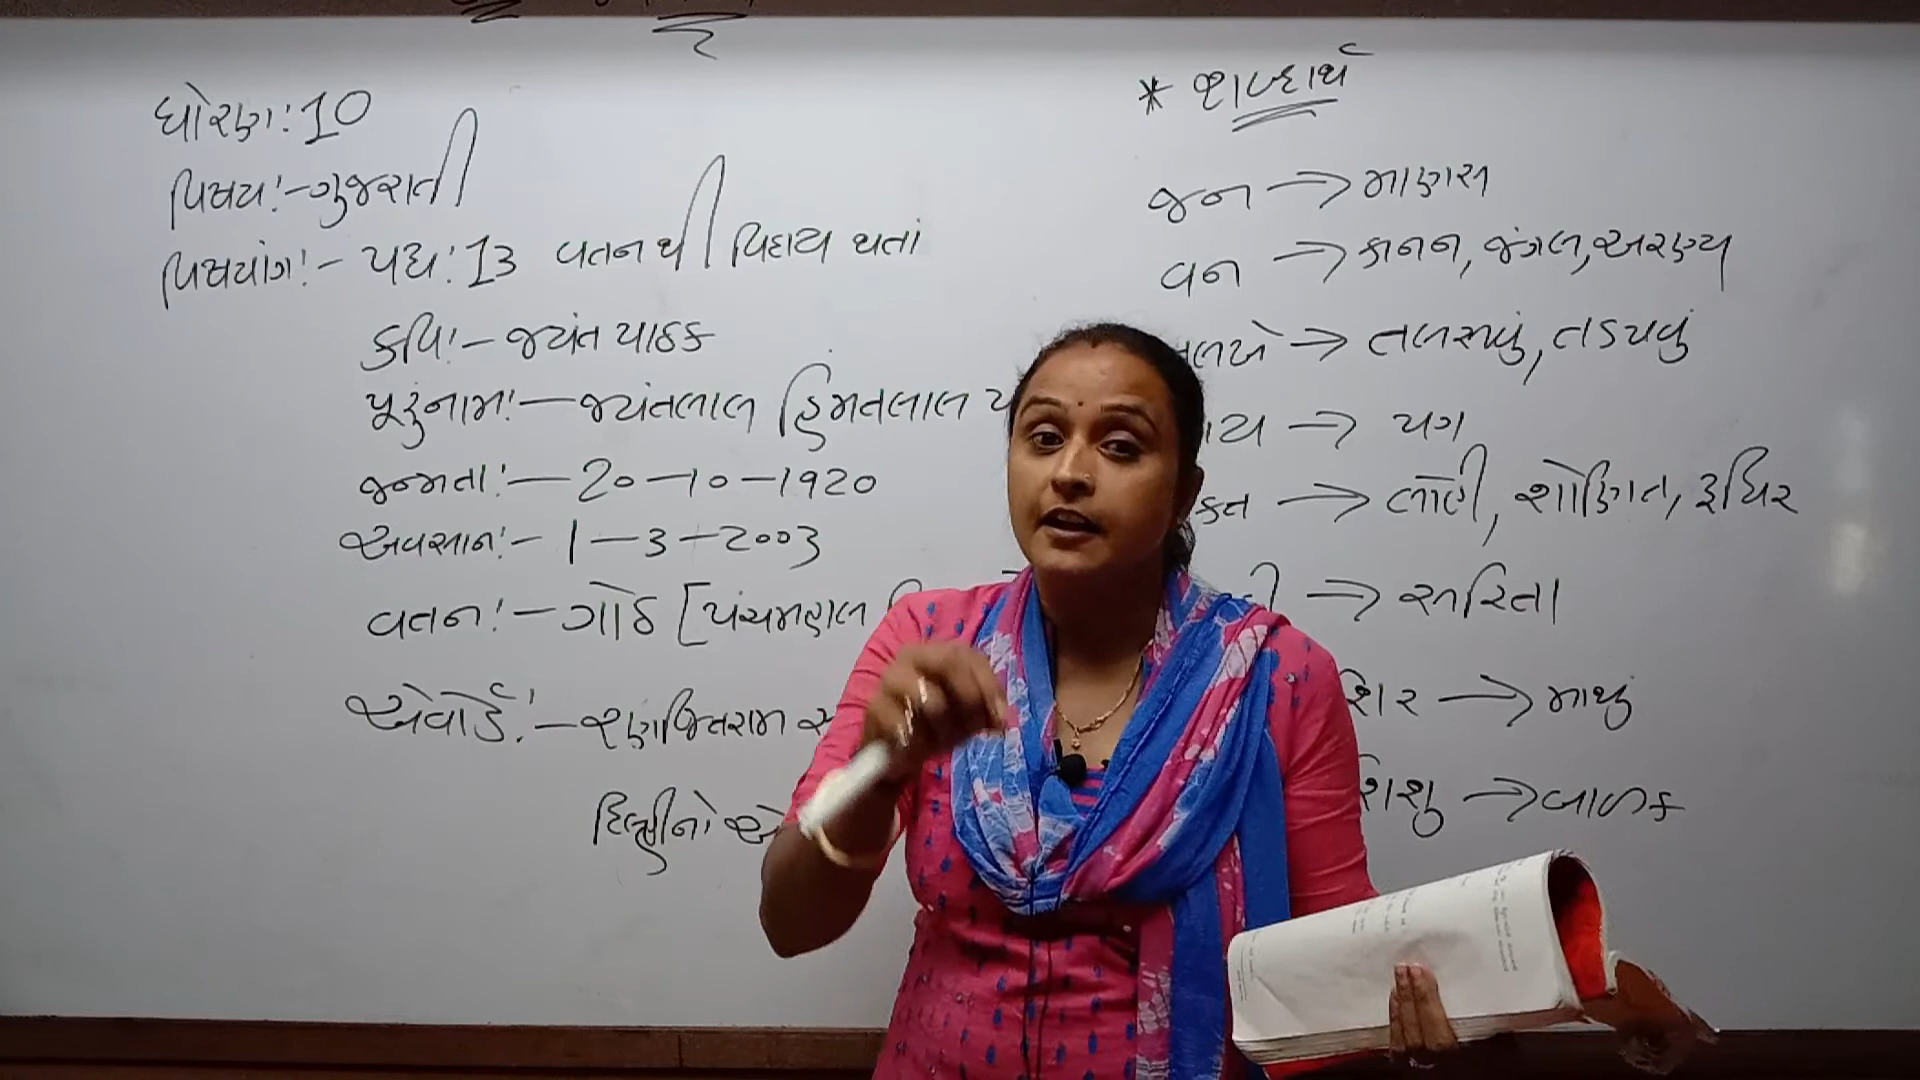 ધોરણ:10
વિષય:-ગુજરાતી
વિષયાંગ:- પદ્ય:13 વતનથી વિદાય થતાં
કવિ:- જયંત પાઠક
પૂરુંનામ:- જયંતલાલ હિંમતલાલ
જન્મતા:- 20-10-1920
અવસાન:- 1-3-2003
વતન:- ગોઠ [પંચમહાલ
એવોર્ડ:- રણજિતરામ
દિલ્હીનો
* શબ્દાર્થ
જન → માણસ
વન → કાનન, જંગલ, અરણ્ય
લખે → તલસવું, તડપવું
ાય → પગ
ક્ત → લોહી, શોણિત, રૂધિર
ી → સરિતા
શિર → માથું
શિશુ → બાળક